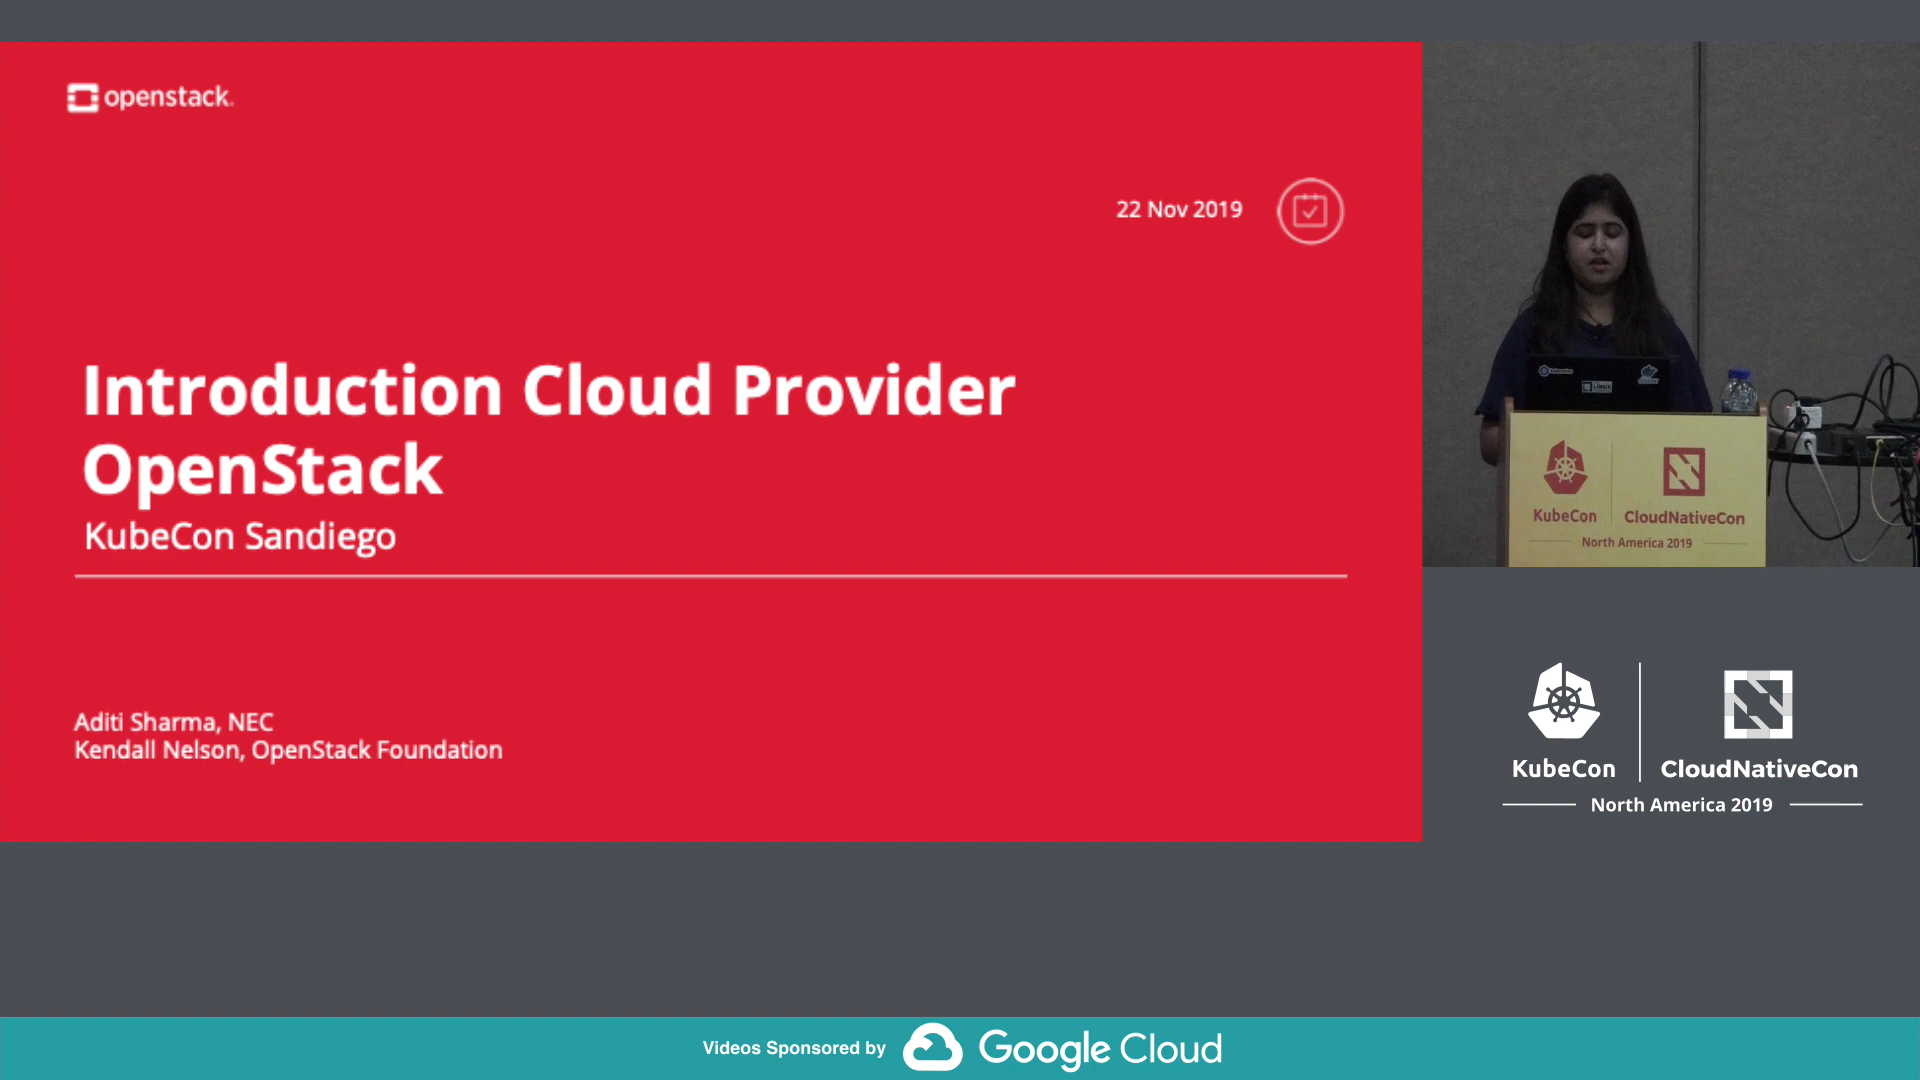 openstack.
22 Nov 2019
Introduction Cloud Provider
OpenStack
KubeCon Sandiego
Aditi Sharma, NEC
Kendall Nelson, OpenStack Foundation
KubeCon
CloudNativeCon
North America 2019
KubeCon
CloudNativeCon
North America 2019
Videos Sponsored by Google Cloud